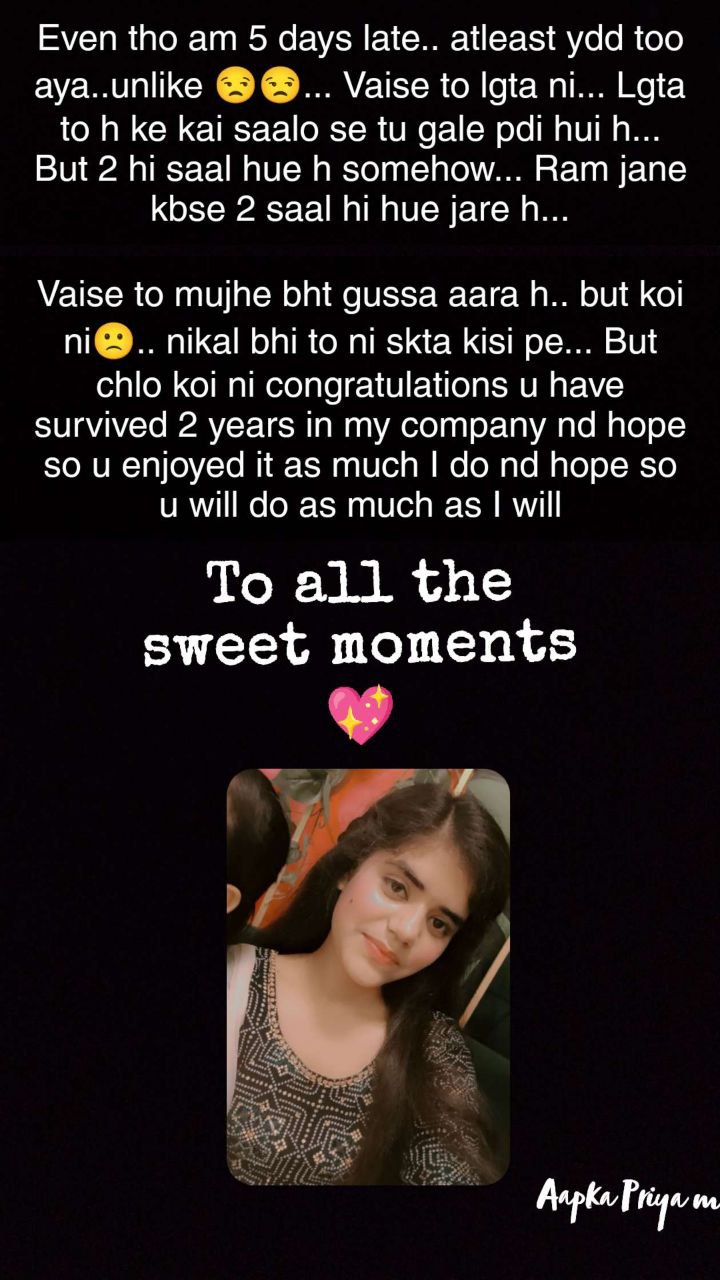 Even tho am 5 days late.. atleast ydd too
aya..unlike 😒😒... Vaise to lgta ni... Lgta
to h ke kai saalo se tu gale pdi hui h...
But 2 hi saal hue h somehow... Ram jane
kbse 2 saal hi hue jare h...
Vaise to mujhe bht gussa aara h.. but koi
ni🙁.. nikal bhi to ni skta kisi pe... But
chlo koi ni congratulations u have
survived 2 years in my company nd hope
so u enjoyed it as much I do nd hope so
u will do as much as I will
To all the
sweet moments
💖
Aapka Priya m